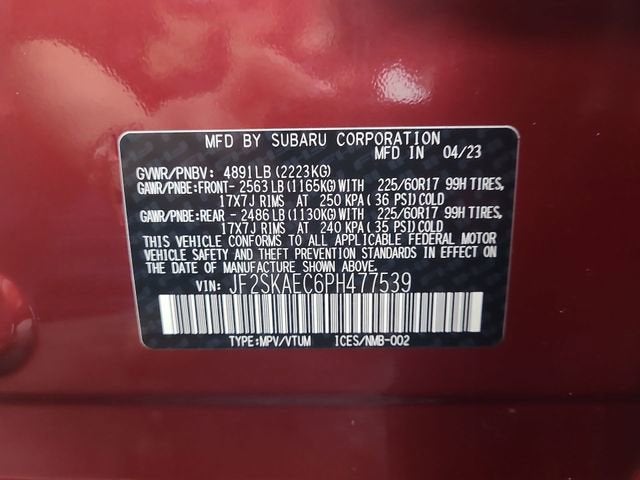 MFD BY SUBARU CORPORATION
MFD IN 04/23
GVWR/PNBV: 4891LB(2223KG)
GAWR/PNBE:FRONT- 2563LB(1165KG)WITH 225/60R17 99H TIRES,
17X7J RIMS AT 250 KPA(36 PSI)COLD
GAWR/PNBE:REAR - 2486LB(1130KG)WITH 225/60R17 99H TIRES,
17X7J RIMS AT 240 KPA(35 PSI)COLD
THIS VEHICLE CONFORMS TO ALL APPLICABLE FEDERAL MOTOR
VEHICLE SAFETY AND THEFT PREVENTION STANDARDS IN EFFECT
ON THE DATE OF MANUFACTURE SHOWN ABOVE.
VIN: JF2SKAEC6PH477539
TYPE:MPV/VTUM ICES/NMB-002